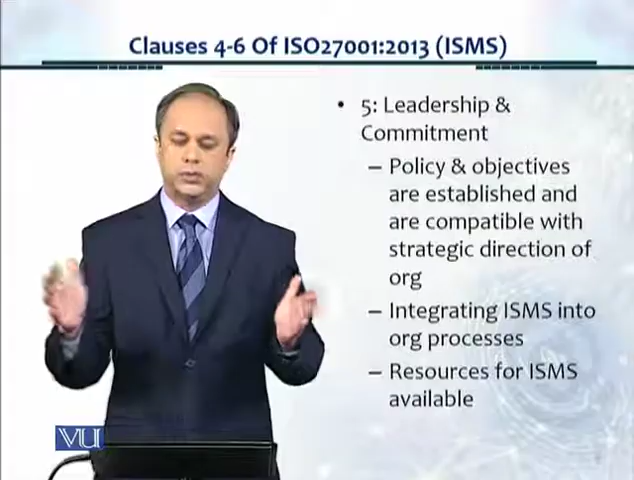 Clauses 4-6 Of ISO27001:2013 (ISMS)
• 5: Leadership &
Commitment
– Policy & objectives
are established and
are compatible with
strategic direction of
org
– Integrating ISMS into
org processes
– Resources for ISMS
available
VU